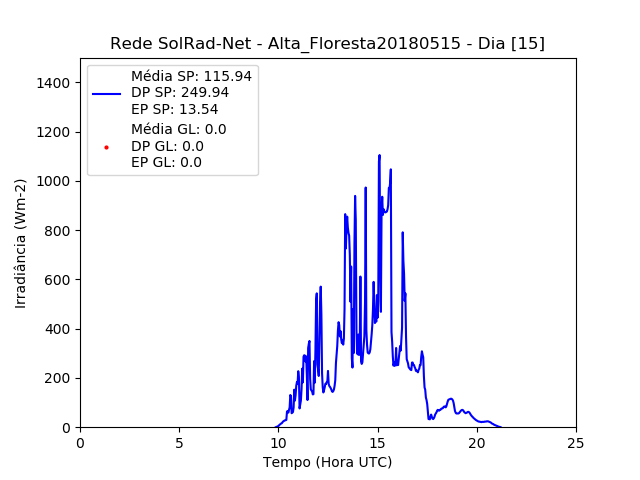 Rede SolRad-Net - Alta_Floresta20180515 - Dia [15]
Média SP: 115.94
DP SP: 249.94
EP SP: 13.54
Média GL: 0.0
DP GL: 0.0
EP GL: 0.0
1400
1200
1000
800
600
400
200
0
Irradiância (Wm-2)
0 5 10 15 20 25
Tempo (Hora UTC)